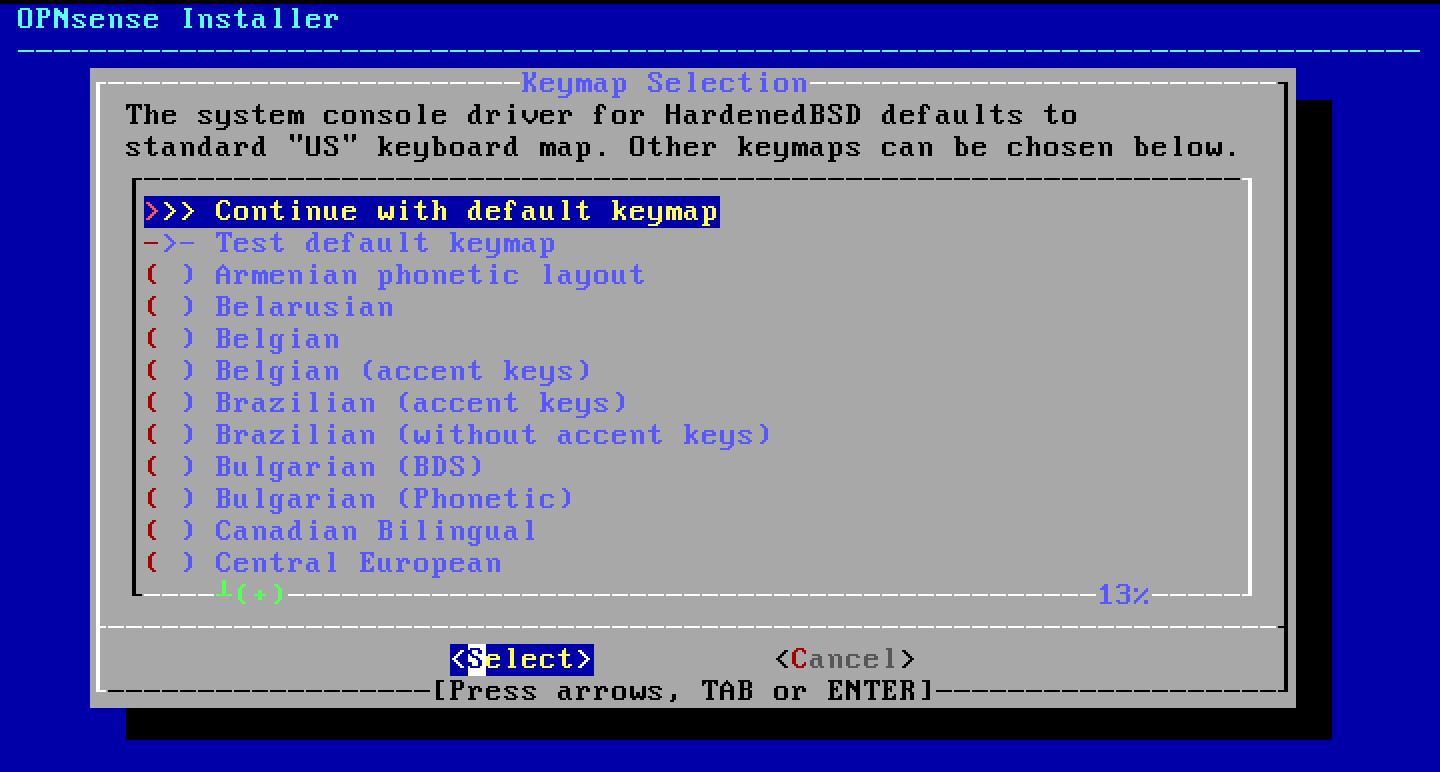 OPNsense Installer
Keymap Selection
The system console driver for HardenedBSD defaults to
standard "US" keyboard map. Other keymaps can be chosen below.
>>> Continue with default keymap
->- Test default keymap
( ) Armenian phonetic layout
( ) Belarusian
( ) Belgian
( ) Belgian (accent keys)
( ) Brazilian (accent keys)
( ) Brazilian (without accent keys)
( ) Bulgarian (BDS)
( ) Bulgarian (Phonetic)
( ) Canadian Bilingual
( ) Central European
┴(+) 13%
<Select> <Cancel>
[Press arrows, TAB or ENTER]